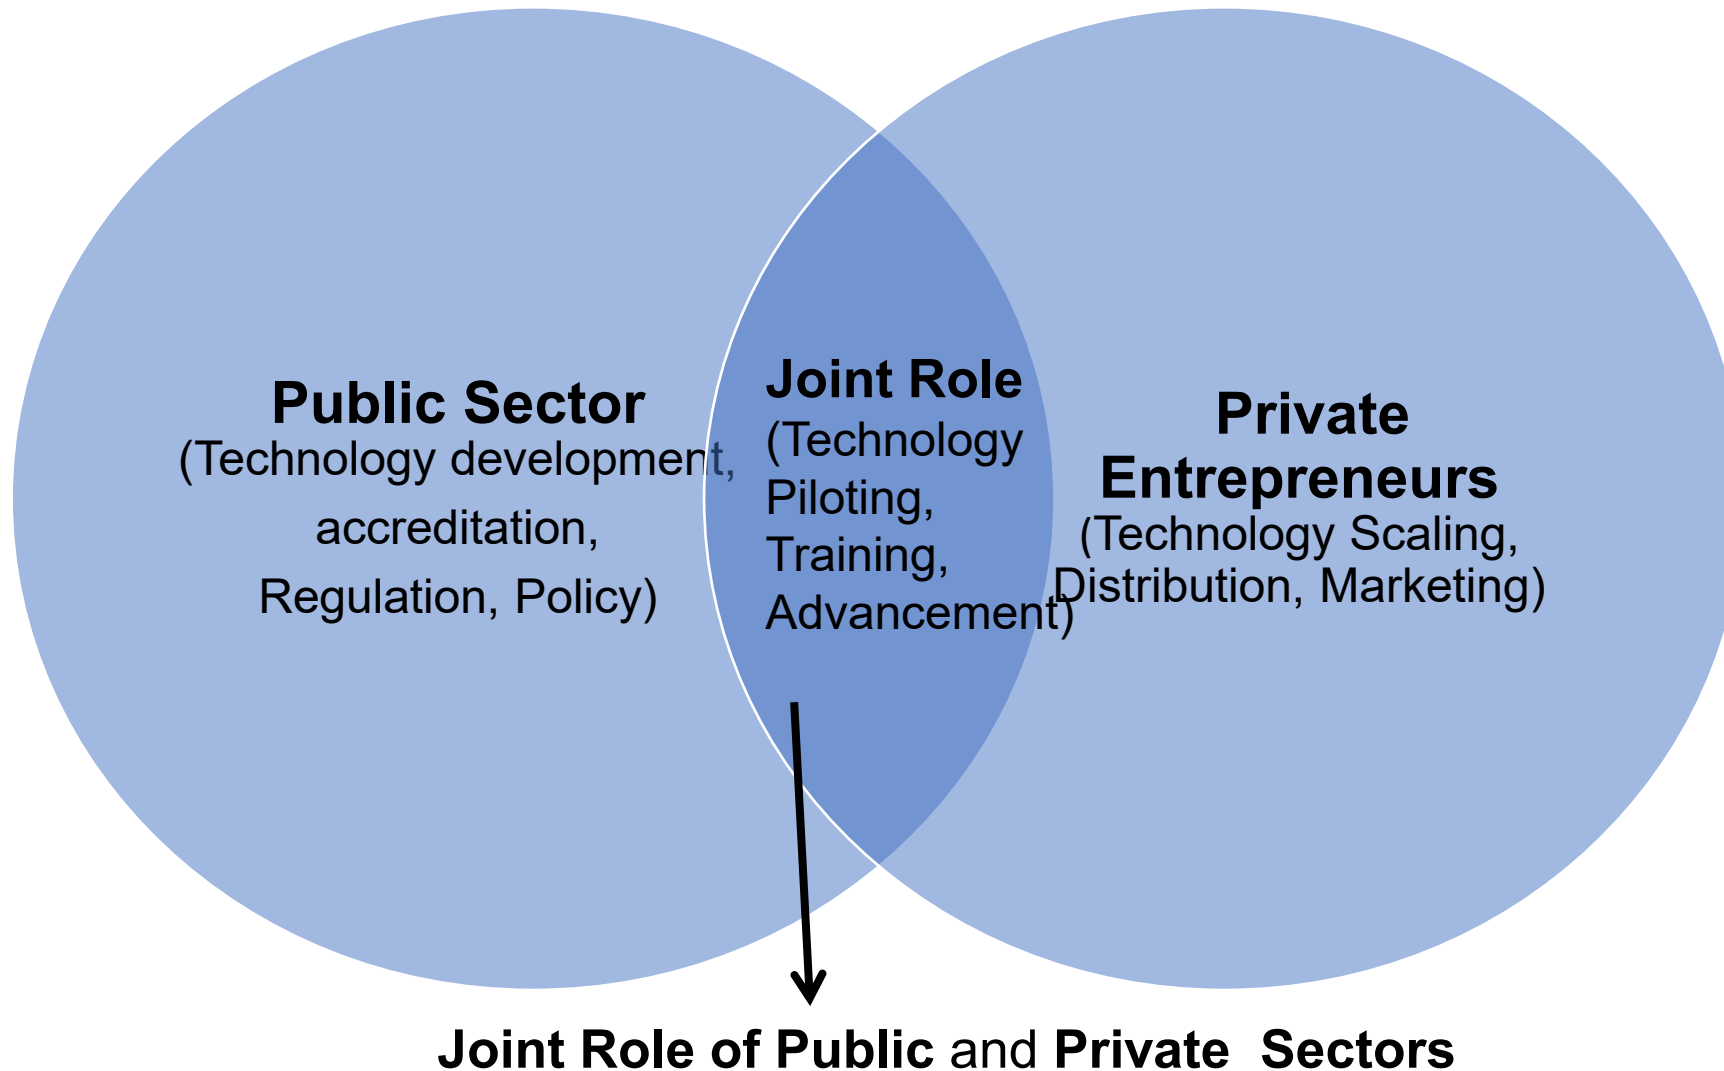 Public Sector
(Technology development,
accreditation,
Regulation, Policy)
Joint Role
(Technology
Piloting,
Training,
Advancement)
Private
Entrepreneurs
(Technology Scaling,
Distribution, Marketing)
Joint Role of Public and Private  Sectors